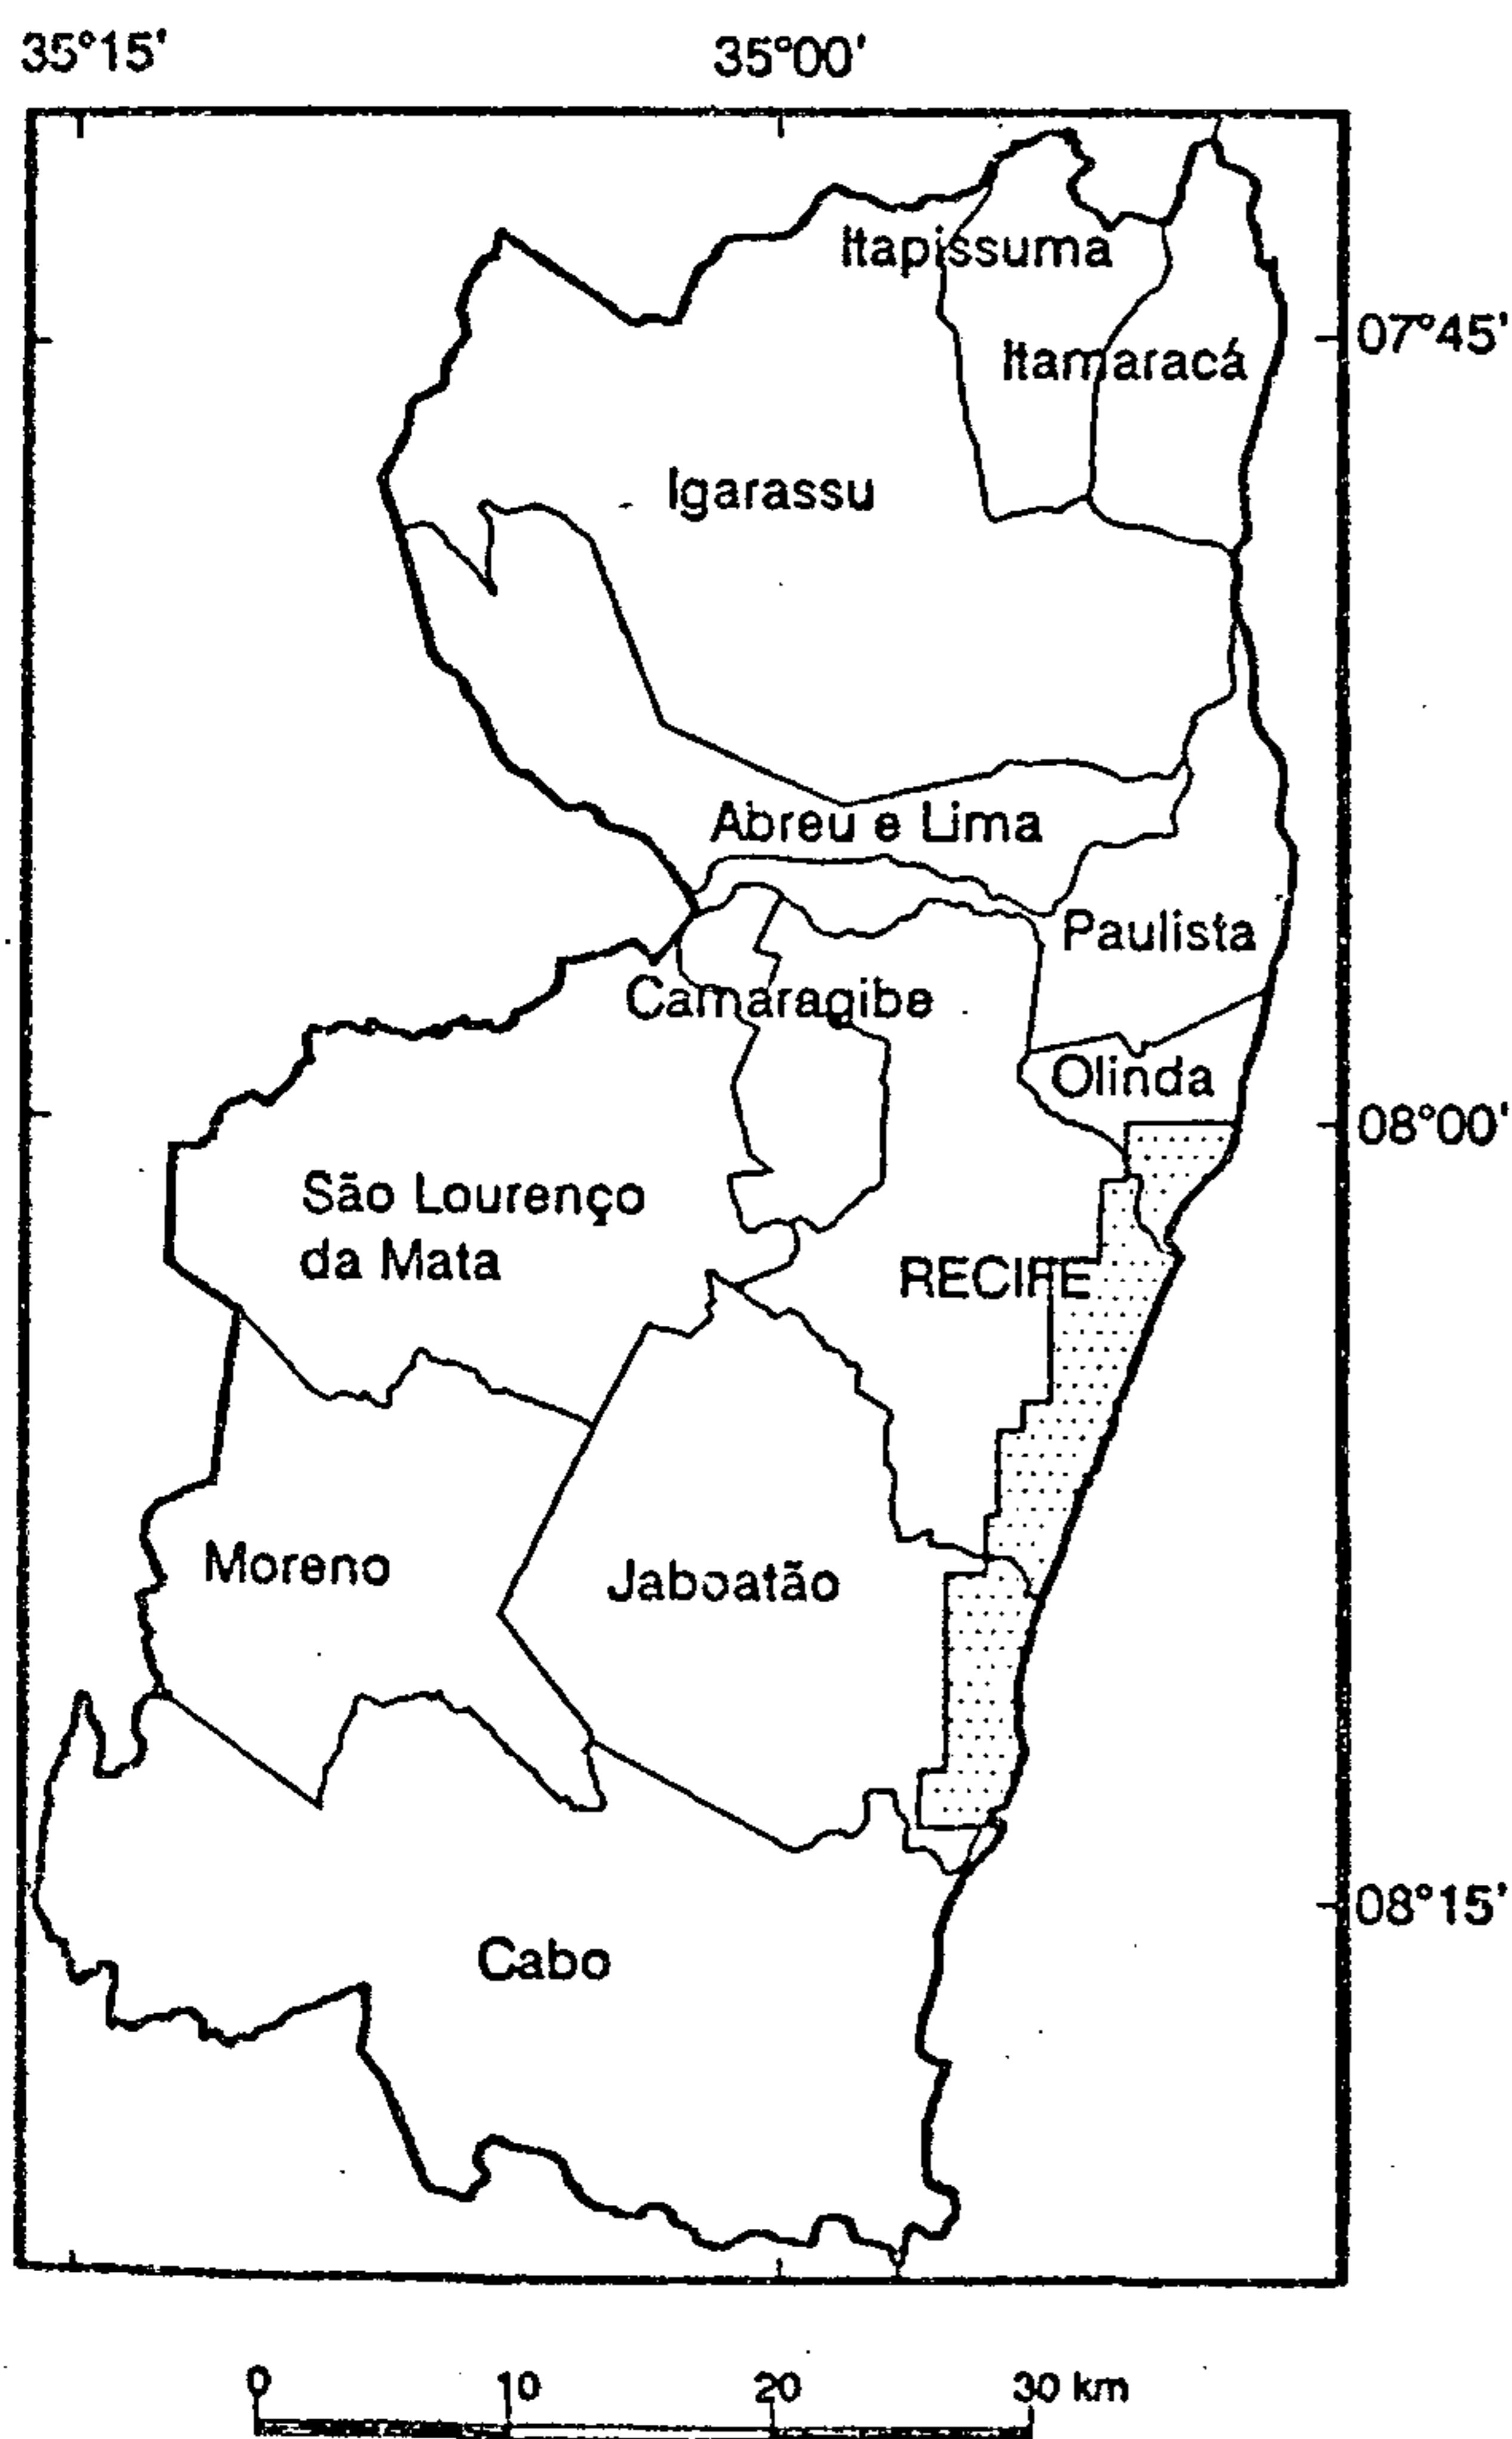 35°15'
35°00'
Itapissuma
07°45'
Itamaracá
Igarassu
Abreu e Lima
Paulista
Camaragibe
Olinda
08°00'
São Lourenço
da Mata
RECIFE
Moreno
Jaboatão
08°15'
Cabo
0 10 20 30 km